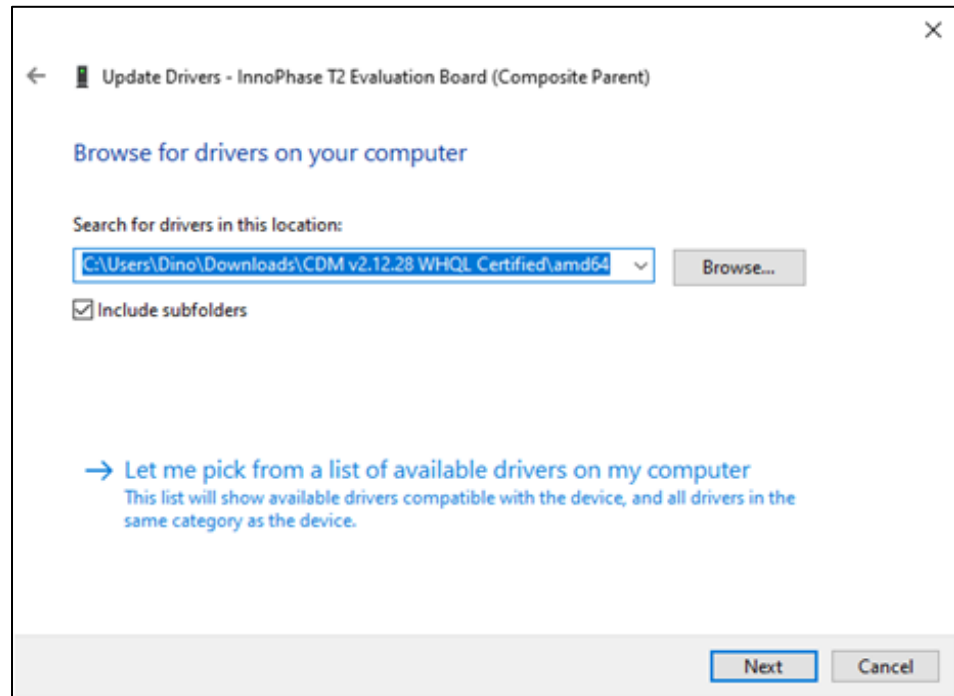 Update Drivers - InnoPhase T2 Evaluation Board (Composite Parent)
Browse for drivers on your computer
Search for drivers in this location:
C:\Users\Dino\Downloads\CDM v2.12.28 WHQL Certified\amd64
Browse...
Include subfolders
Let me pick from a list of available drivers on my computer
This list will show available drivers compatible with the device, and all drivers in the
same category as the device.
Next
Cancel